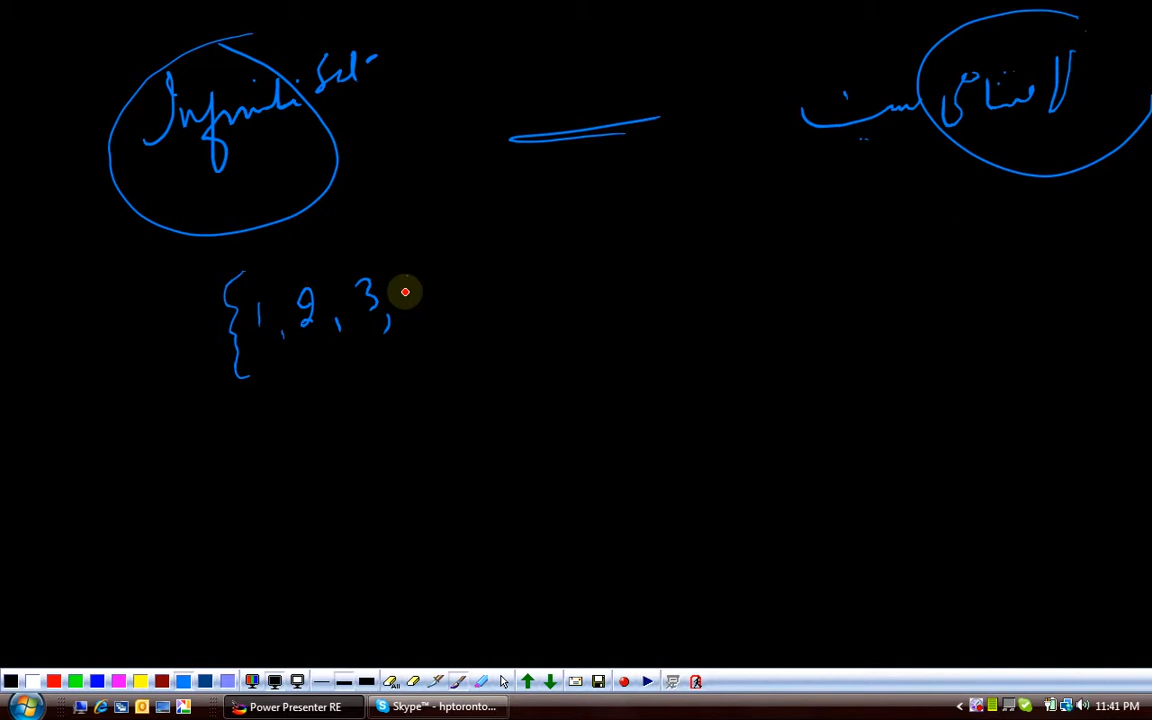 Infinite Set
لامتناہی سیٹ
{1, 2, 3,
Power Presenter RE
Skype™ - hptoronto...
11:41 PM